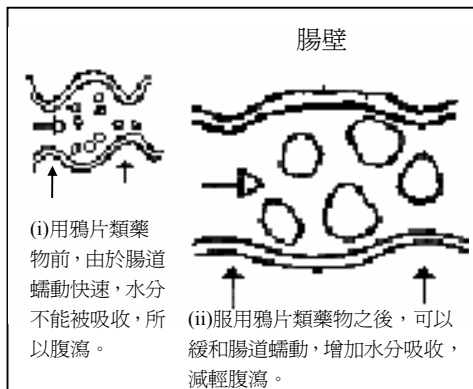 腸壁
(i)用鴉片類藥
物前，由於腸道
蠕動快速，水分
不能被吸收，所
以腹瀉。
(ii)服用鴉片類藥物之後，可以
緩和腸道蠕動，增加水分吸收，
減輕腹瀉。